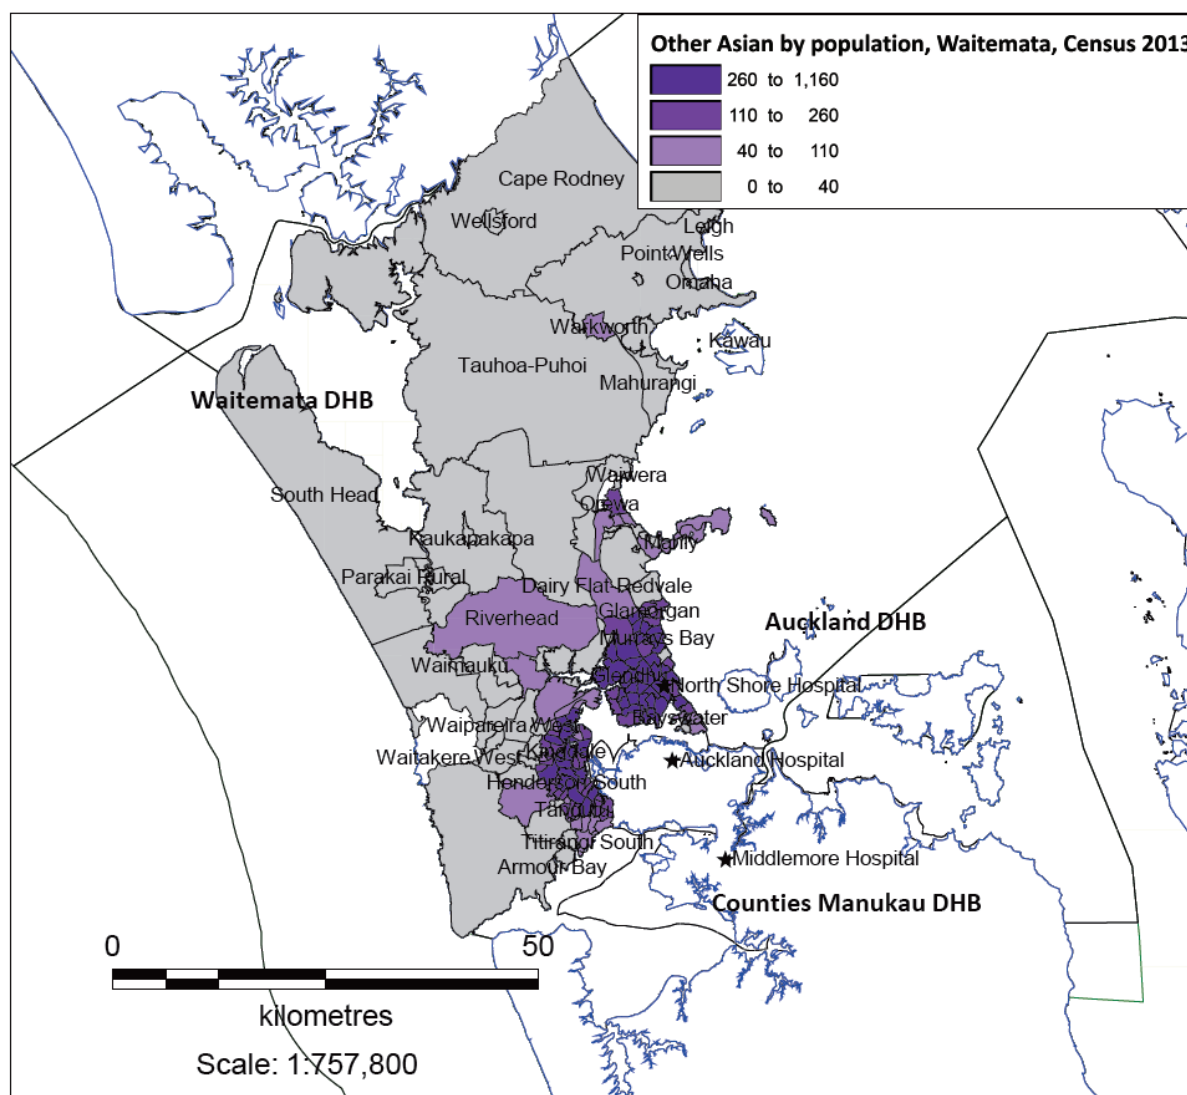 Other Asian by population, Waitemata, Census 2013
260 to 1,160
110 to 260
40 to 110
0 to 40
Cape Rodney
Wellsford
Leigh
Point Wells
Omaha
Warkworth
Kawau
Tauhoa-Puhoi
Mahurangi
Waitemata DHB
Waiwera
South Head
Orewa
Kaukapakapa
Manly
Parakai Rural
Dairy Flat-Redvale
Glamorgan
Riverhead
Auckland DHB
Murrays Bay
Waimauku
North Shore Hospital
Bayswater
Waipareira West
Waitakere West
Auckland Hospital
Henderson South
Titirangi South
Middlemore Hospital
Armour Bay
Counties Manukau DHB
0 50
kilometres
Scale: 1:757,800